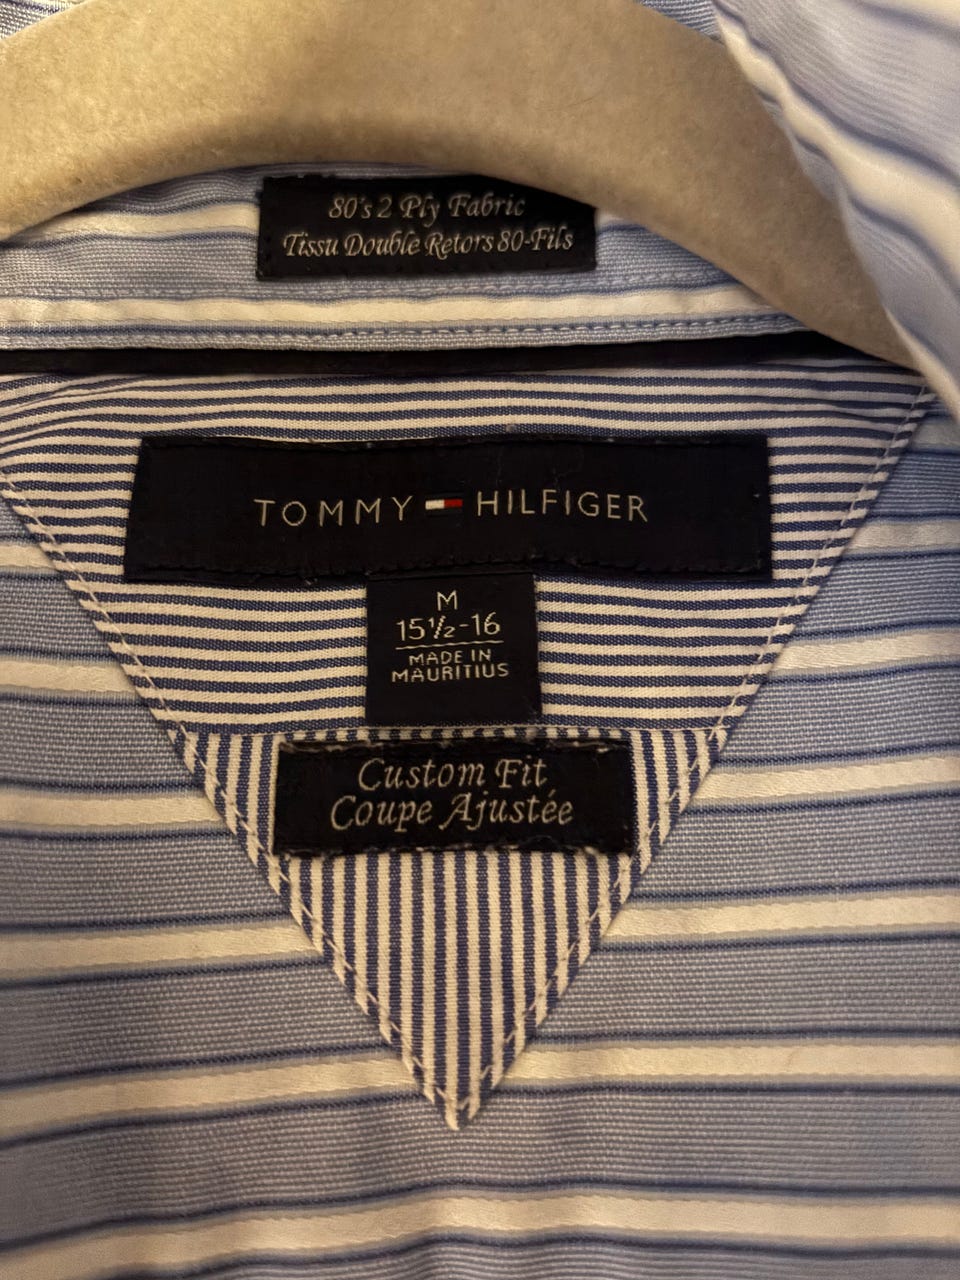 80's 2 Ply Fabric
Tissu Double Retors 80-Fils
TOMMY HILFIGER
M
15½-16
MADE IN
MAURITIUS
Custom Fit
Coupe Ajustée